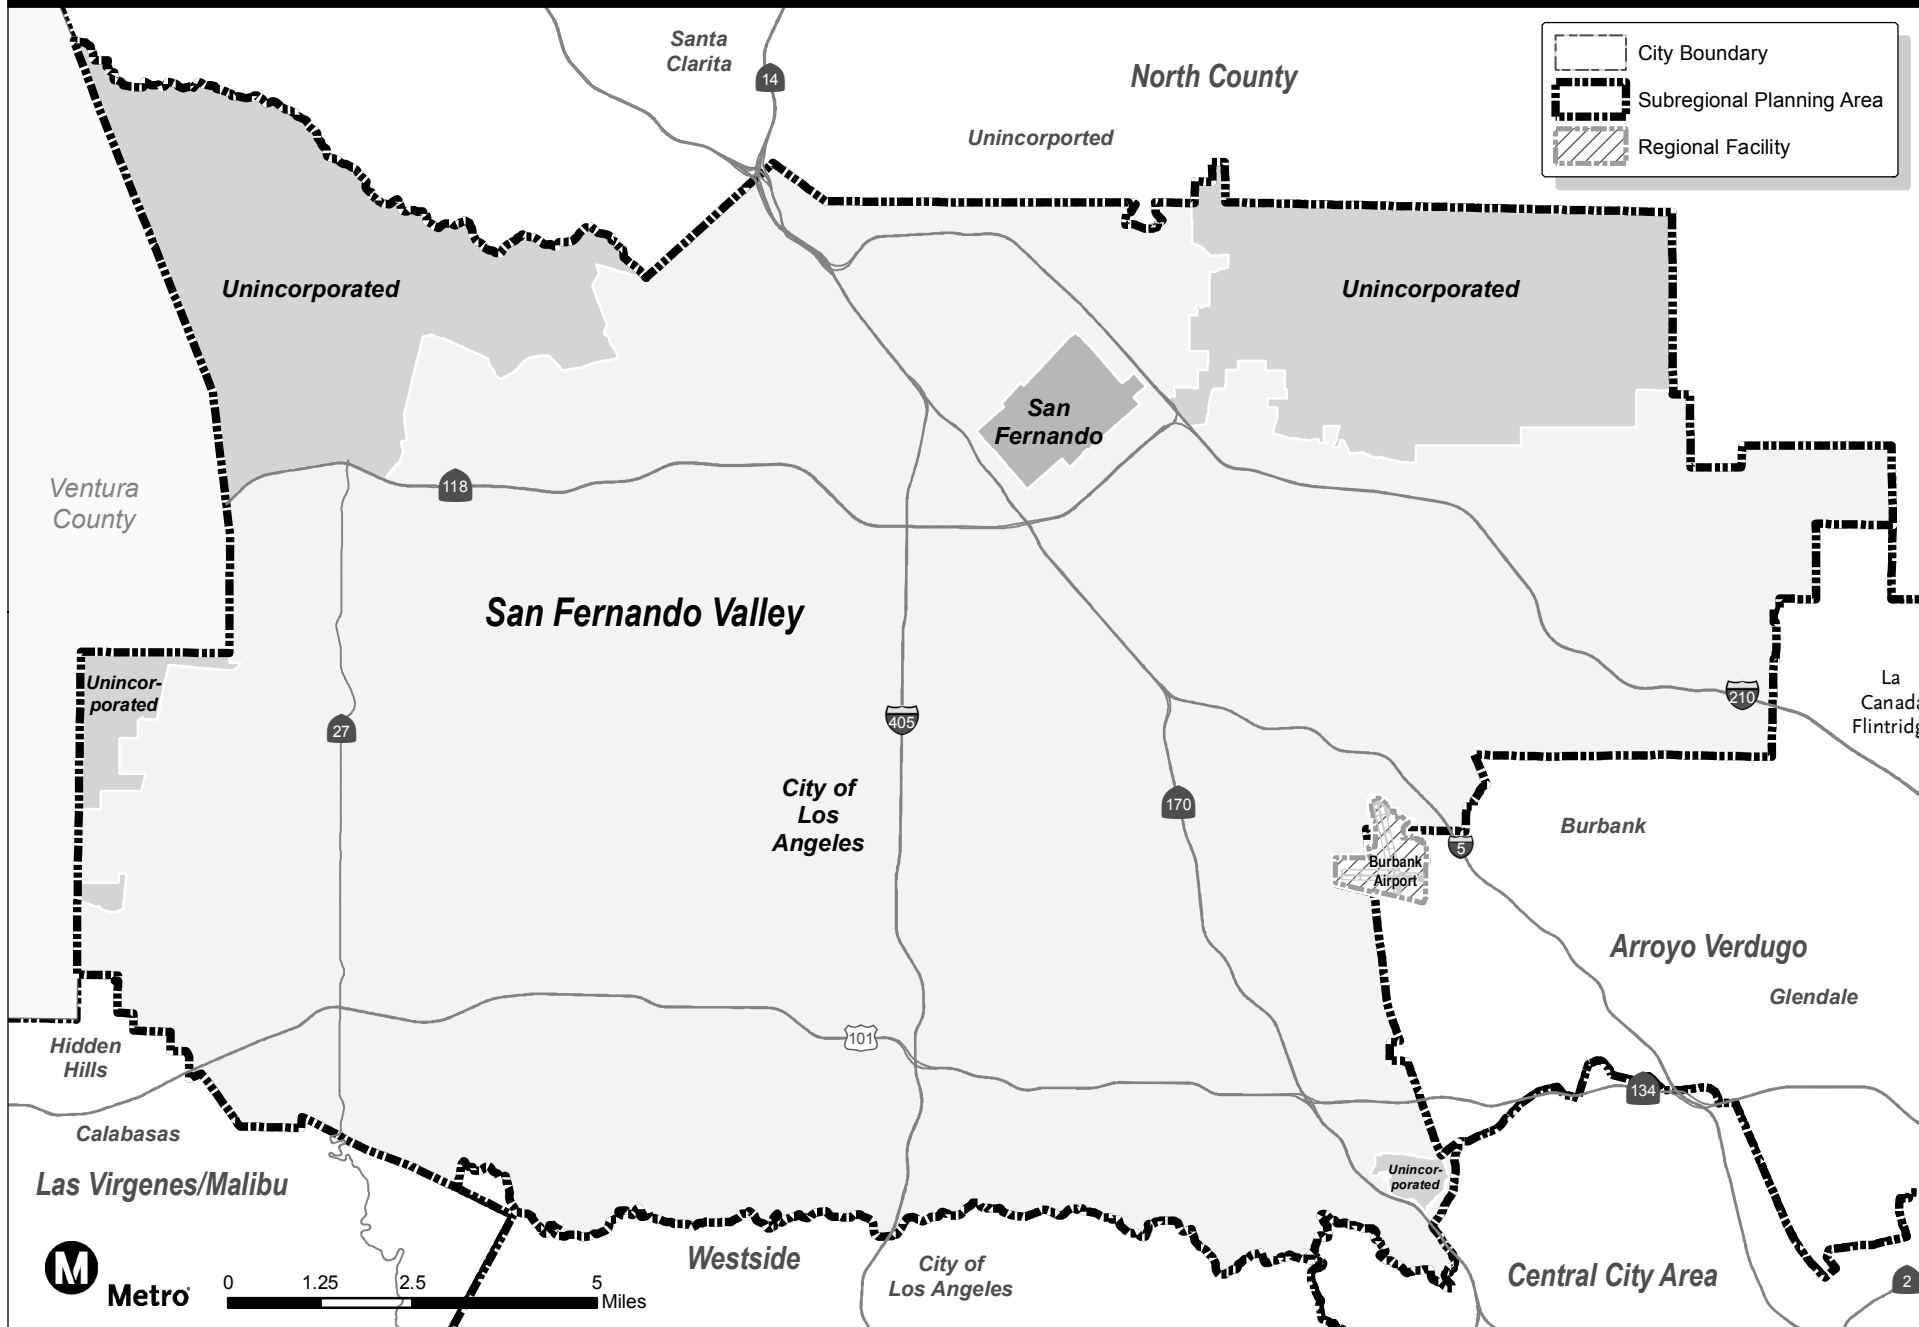 Santa
Clarita
14
North County
Unincorported
City Boundary
Subregional Planning Area
Regional Facility
Unincorporated
Unincorporated
San
Fernando
118
Ventura
County
San Fernando Valley
Unincor-
porated
27
405
210
La
Canada
Flintridg
City of
Los
Angeles
170
5
Burbank
Burbank
Airport
Arroyo Verdugo
Glendale
Hidden
Hills
101
134
Calabasas
Las Virgenes/Malibu
Unincor-
porated
Westside
City of
Los Angeles
Central City Area
2
M
Metro
0 1.25 2.5 5
Miles